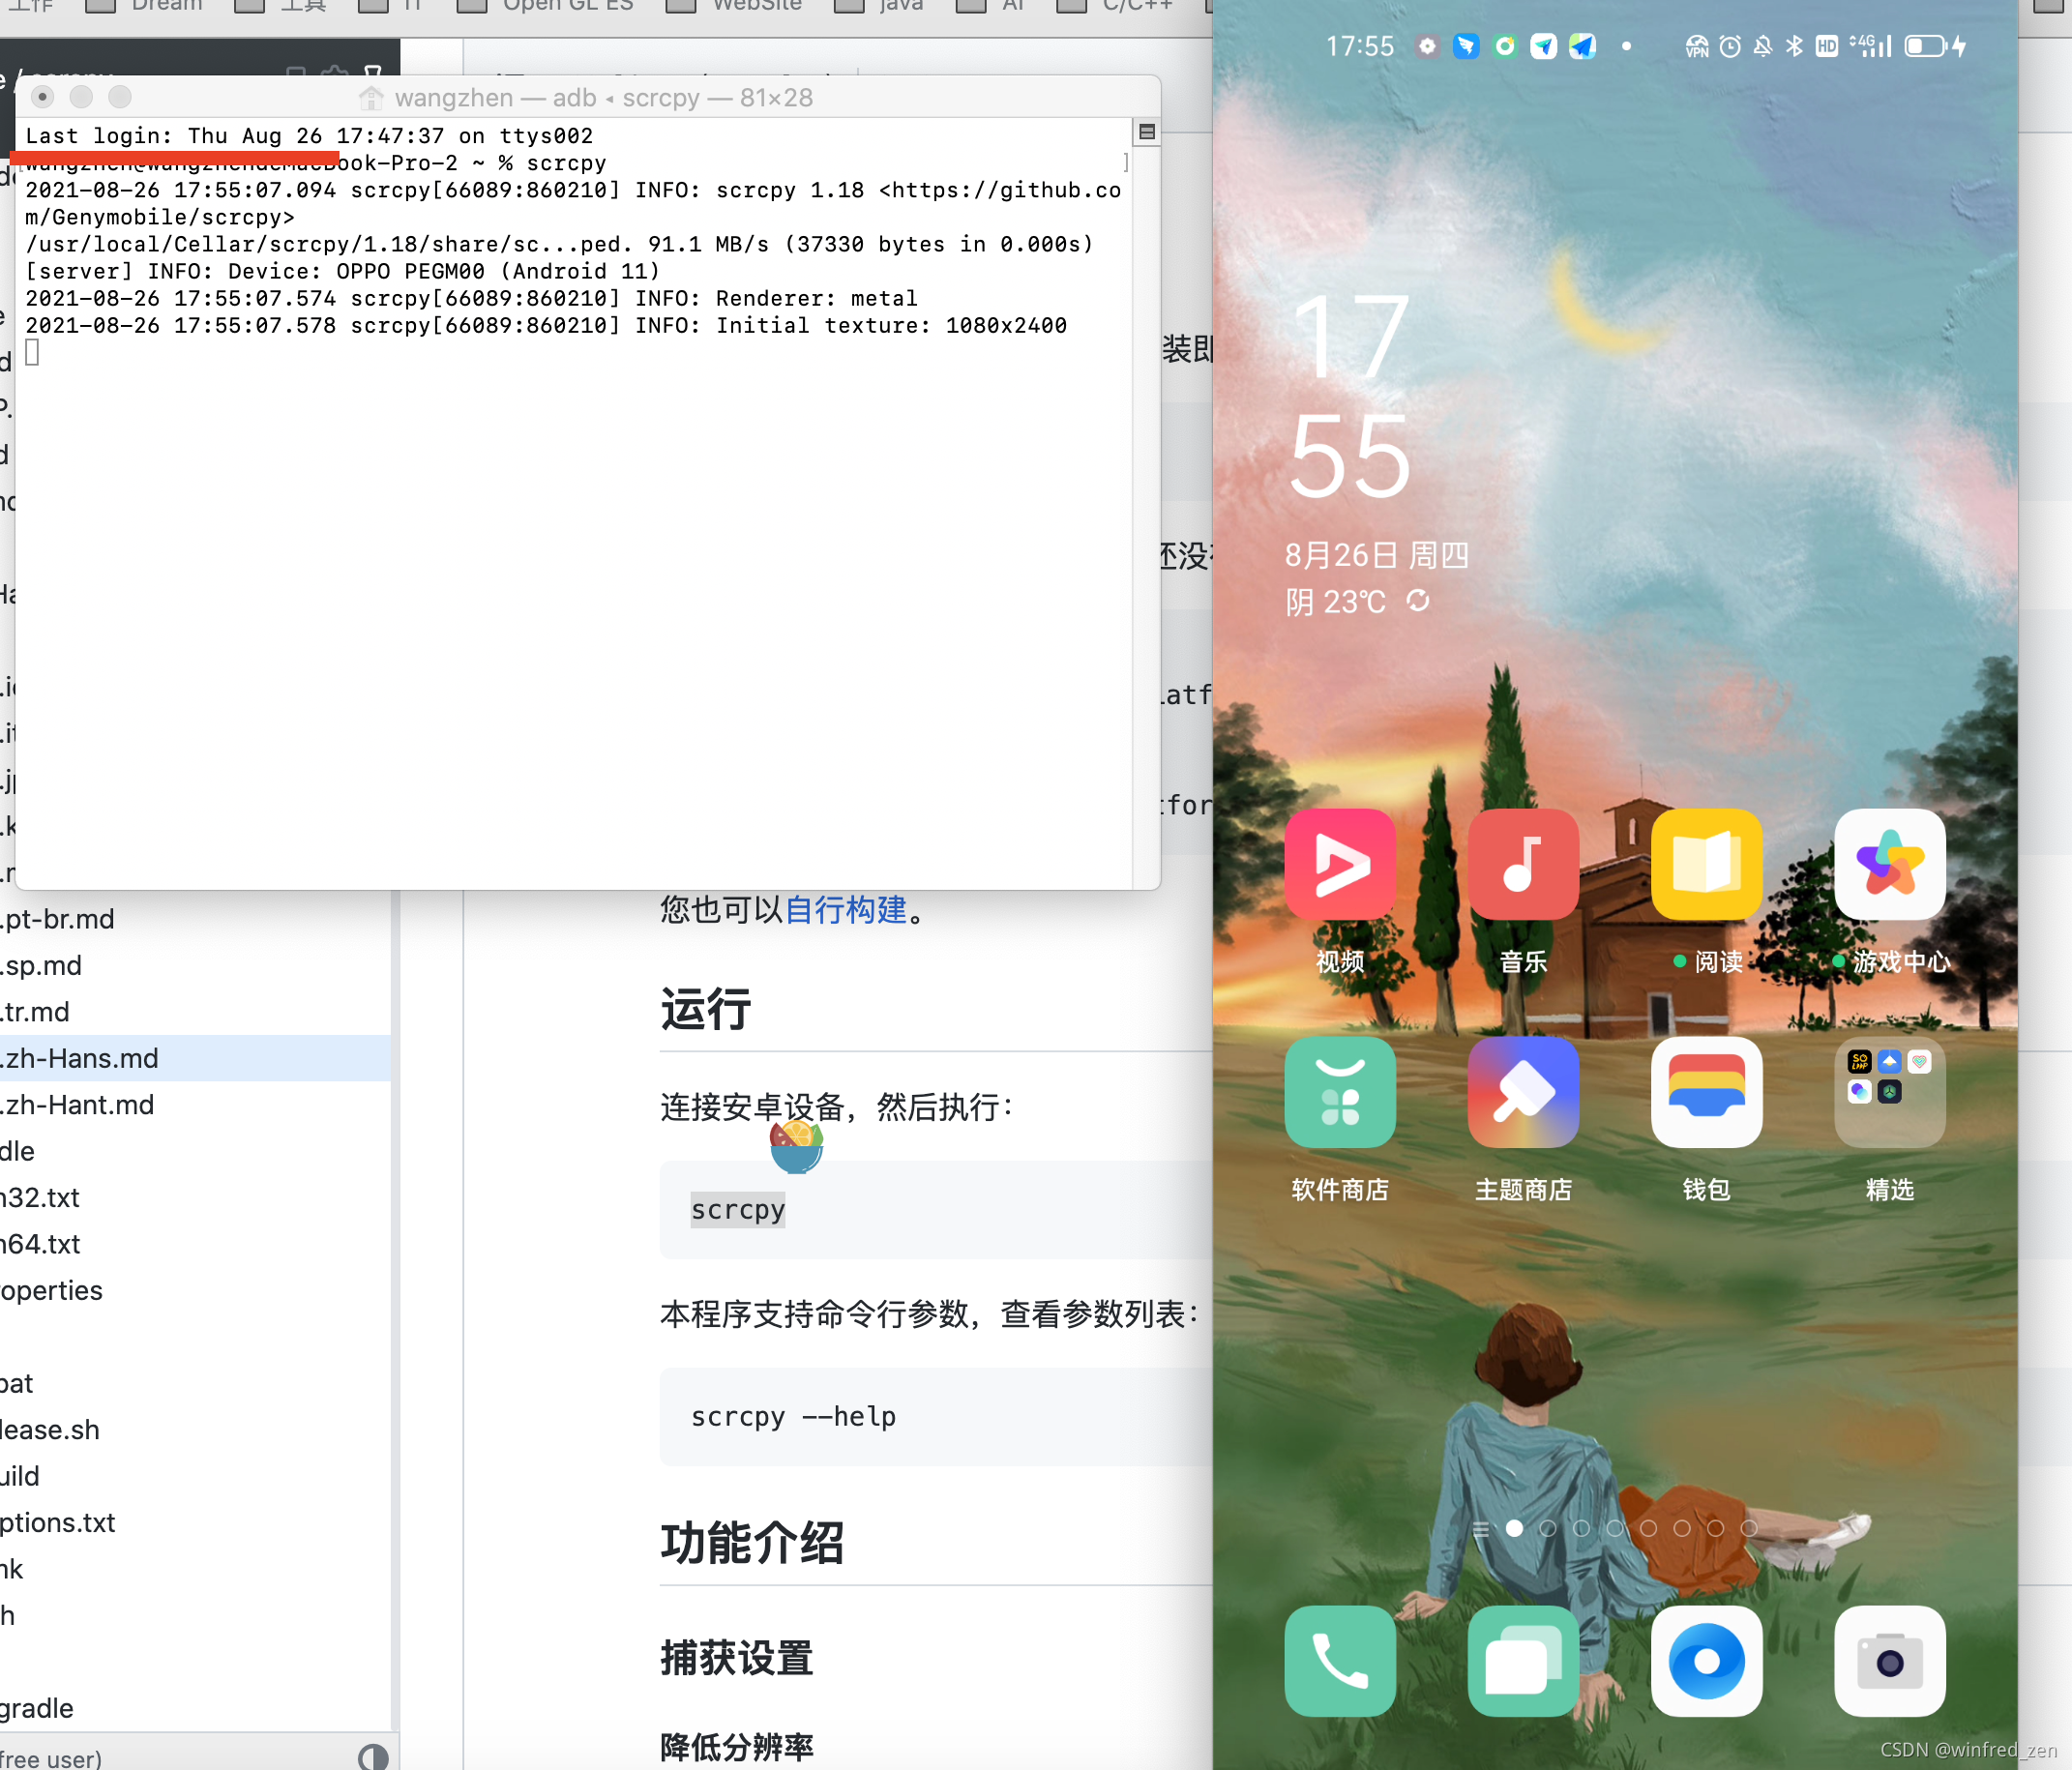 工作 Dream 工具 IT Open GL ES WebSite java AI C/C++
wangzhen — adb ◂ scrcpy — 81×28
Last login: Thu Aug 26 17:47:37 on ttys002
wangzhen@wangzhendeMacBook-Pro-2 ~ % scrcpy
2021-08-26 17:55:07.094 scrcpy[66089:860210] INFO: scrcpy 1.18 <https://github.co
m/Genymobile/scrcpy>
/usr/local/Cellar/scrcpy/1.18/share/sc...ped. 91.1 MB/s (37330 bytes in 0.000s)
[server] INFO: Device: OPPO PEGM00 (Android 11)
2021-08-26 17:55:07.574 scrcpy[66089:860210] INFO: Renderer: metal
2021-08-26 17:55:07.578 scrcpy[66089:860210] INFO: Initial texture: 1080x2400
.pt-br.md
.sp.md
.tr.md
.zh-Hans.md
.zh-Hant.md
dle
n32.txt
n64.txt
operties
bat
lease.sh
uild
ptions.txt
nk
h
gradle
free user)
您也可以自行构建。
运行
连接安卓设备，然后执行：
scrcpy
本程序支持命令行参数，查看参数列表：
scrcpy --help
功能介绍
捕获设置
降低分辨率
17:55 VPN HD 4G
17
55
8月26日 周四
阴 23℃
视频 音乐 阅读 游戏中心
软件商店 主题商店 钱包 精选
CSDN @winfred_zen